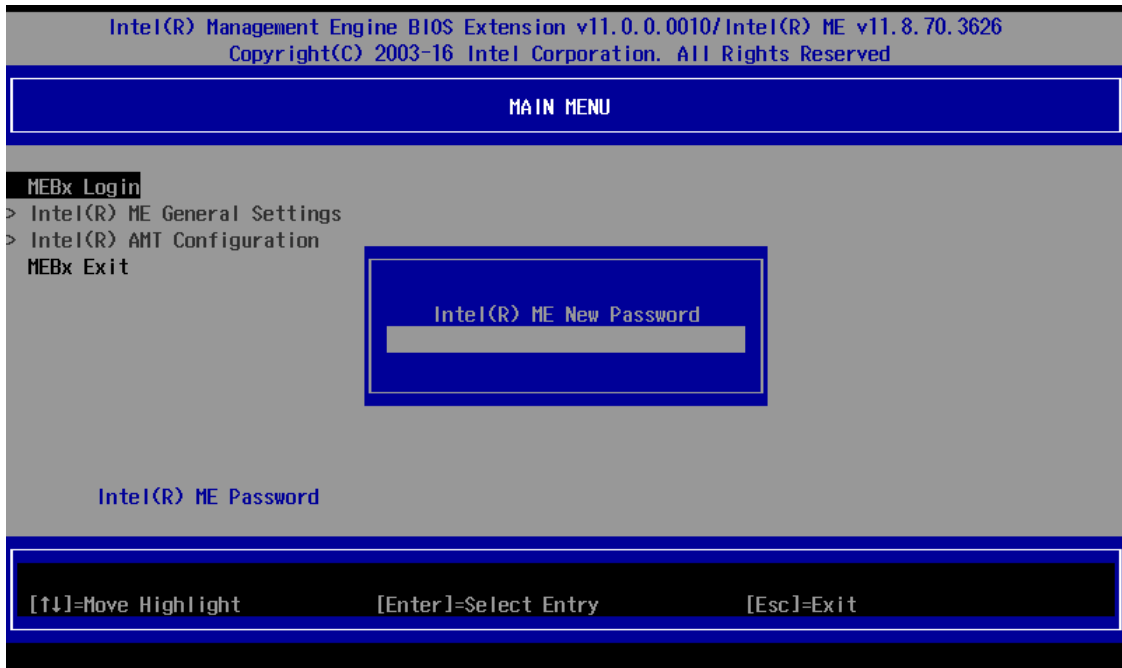 Intel(R) Management Engine BIOS Extension v11.0.0.0010/Intel(R) ME v11.8.70.3626
Copyright(C) 2003-16 Intel Corporation. All Rights Reserved
MAIN MENU
MEBx Login
> Intel(R) ME General Settings
> Intel(R) AMT Configuration
MEBx Exit
Intel(R) ME New Password
Intel(R) ME Password
[↑↓]=Move Highlight [Enter]=Select Entry [Esc]=Exit